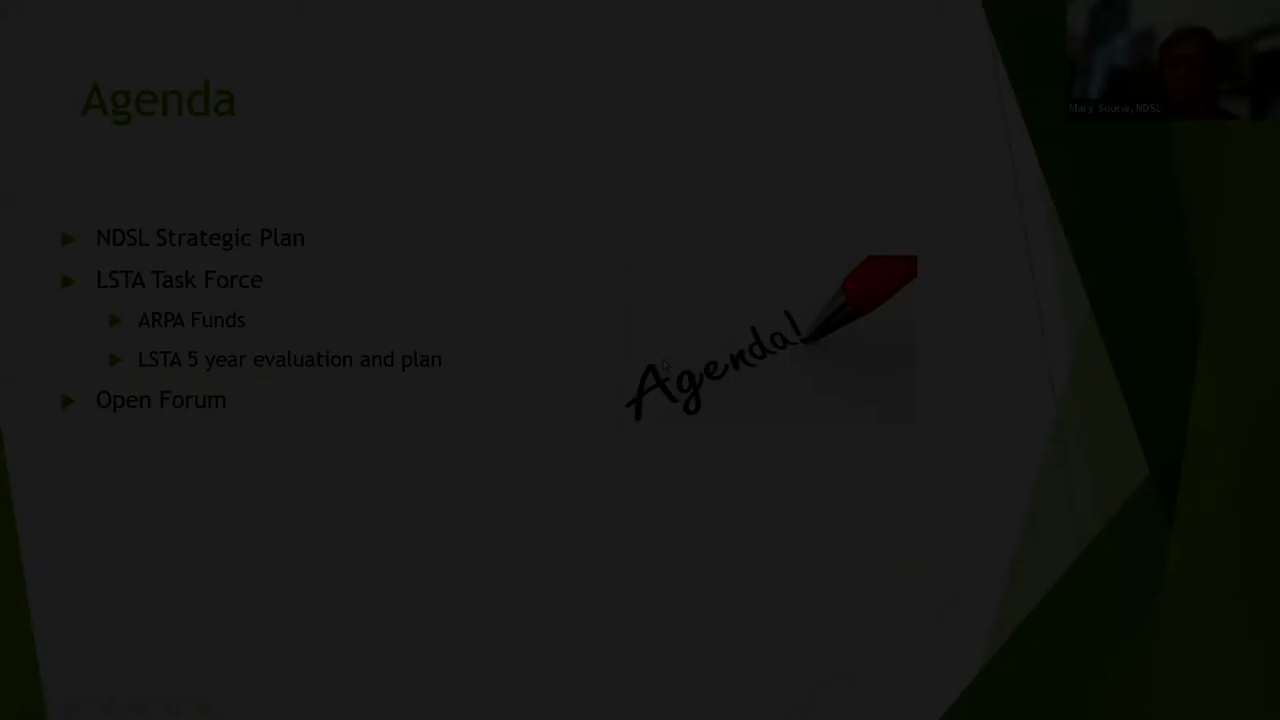 Agenda
Mary Soucie, NDSL
NDSL Strategic Plan
LSTA Task Force
ARPA Funds
LSTA 5 year evaluation and plan
Open Forum
Agenda!